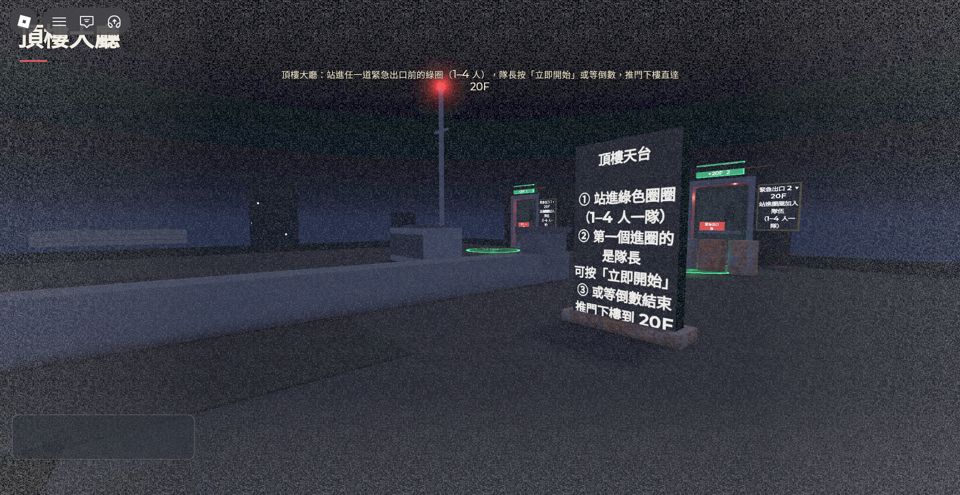 頂樓大廳
頂樓大廳：站進任一道緊急出口前的綠圈（1–4 人），隊長按「立即開始」或等倒數，推門下樓直達
20F
頂樓天台
① 站進綠色圈圈
（1–4 人一隊）
② 第一個進圈的
是隊長
可按「立即開始」
③ 或等倒數結束
推門下樓到 20F
緊急出口 2
20F
站進圈圈加入
隊伍
（1–4 人一
隊）